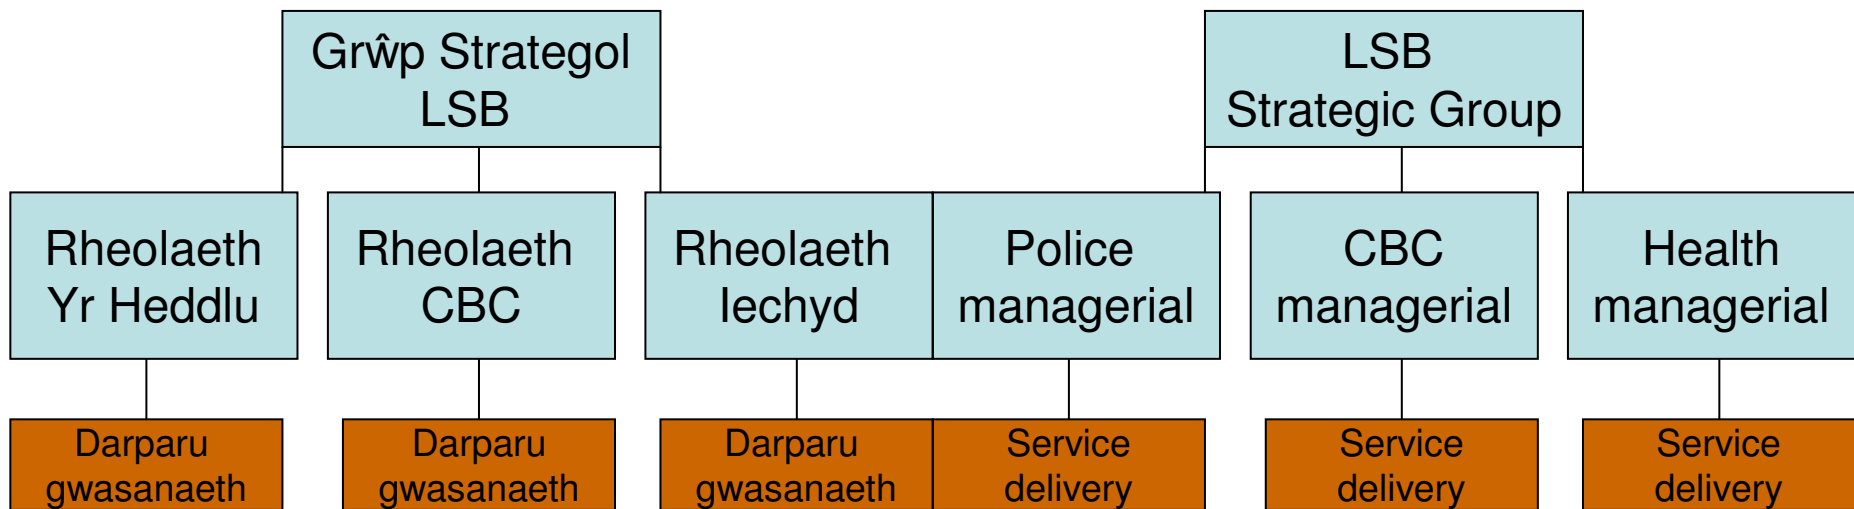 Grŵp Strategol
LSB
LSB
Strategic Group
Rheolaeth
Yr Heddlu
Rheolaeth
CBC
Rheolaeth
Iechyd
Police
managerial
CBC
managerial
Health
managerial
Darparu
gwasanaeth
Darparu
gwasanaeth
Darparu
gwasanaeth
Service
delivery
Service
delivery
Service
delivery